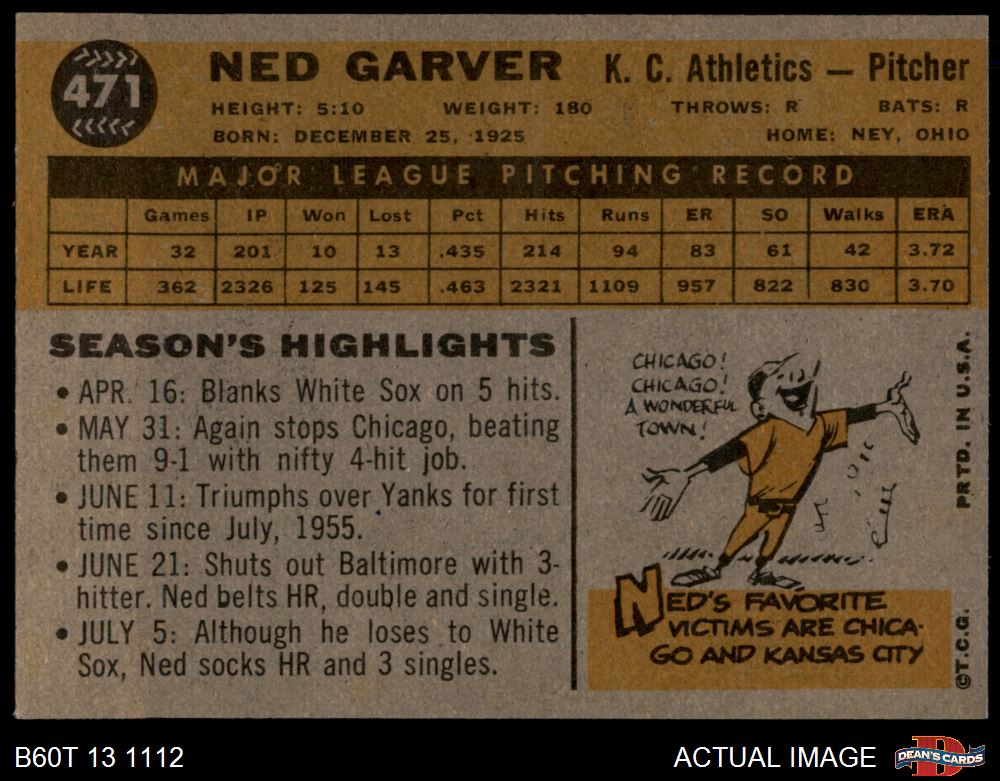 471
NED GARVER K. C. Athletics — Pitcher
HEIGHT: 5:10 WEIGHT: 180 THROWS: R BATS: R
BORN: DECEMBER 25, 1925 HOME: NEY, OHIO
MAJOR LEAGUE PITCHING RECORD
Games IP Won Lost Pct Hits Runs ER SO Walks ERA
YEAR 32 201 10 13 .435 214 94 83 61 42 3.72
LIFE 362 2326 125 145 .463 2321 1109 957 822 830 3.70
SEASON'S HIGHLIGHTS
• APR. 16: Blanks White Sox on 5 hits.
• MAY 31: Again stops Chicago, beating
them 9-1 with nifty 4-hit job.
• JUNE 11: Triumphs over Yanks for first
time since July, 1955.
• JUNE 21: Shuts out Baltimore with 3-
hitter. Ned belts HR, double and single.
• JULY 5: Although he loses to White
Sox, Ned socks HR and 3 singles.
CHICAGO!
CHICAGO!
A WONDERFUL
TOWN!
NED'S FAVORITE
VICTIMS ARE CHICA-
GO AND KANSAS CITY
PRTD. IN U.S.A.
©T.C.G.
B60T 13 1112 ACTUAL IMAGE
D
DEAN'S CARDS